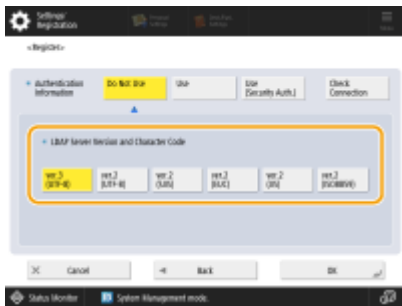 Settings/
Registration
<Register>
Authentication
Information
Do Not Use
Use
Use
(Security Auth.)
Check
Connection
LDAP Server Version and Character Code
ver.3
(UTF-8)
ver.2
(UTF-8)
ver.2
(JIS)
ver.2
ver.2
ver.2
(ISO8859)
Cancel
Back
OK
Status Monitor
System Management mode.